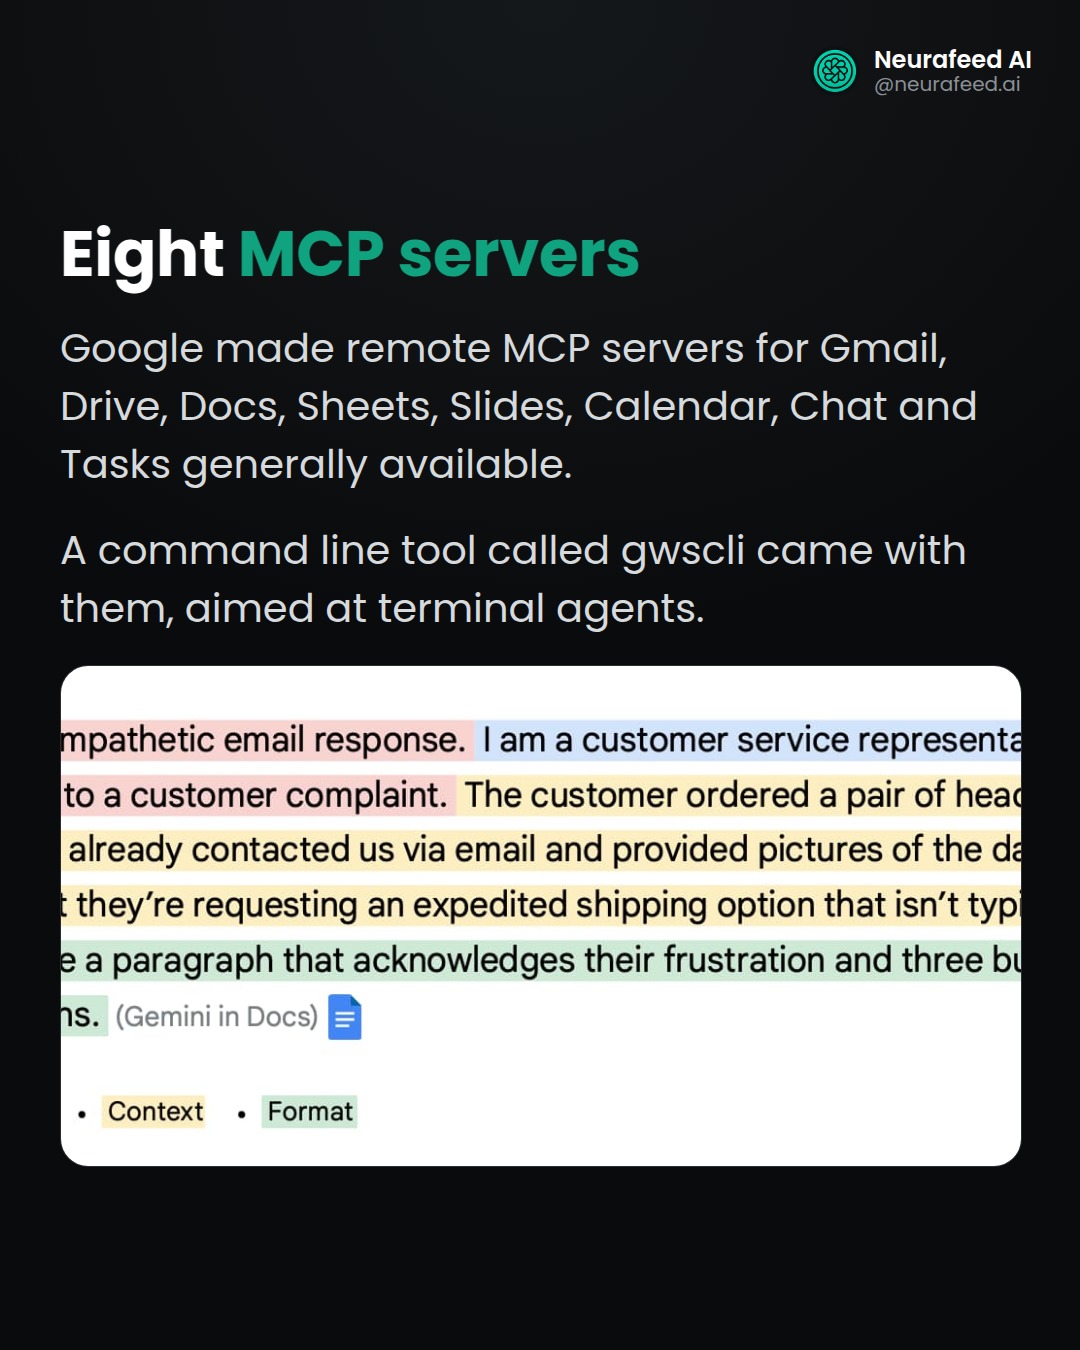 Neurafeed AI
@neurafeed.ai
Eight MCP servers
Google made remote MCP servers for Gmail,
Drive, Docs, Sheets, Slides, Calendar, Chat and
Tasks generally available.
A command line tool called gwscli came with
them, aimed at terminal agents.
mpathetic email response. I am a customer service representa
to a customer complaint. The customer ordered a pair of head
already contacted us via email and provided pictures of the da
t they’re requesting an expedited shipping option that isn’t typi
e a paragraph that acknowledges their frustration and three bu
ns. (Gemini in Docs)
• Context • Format